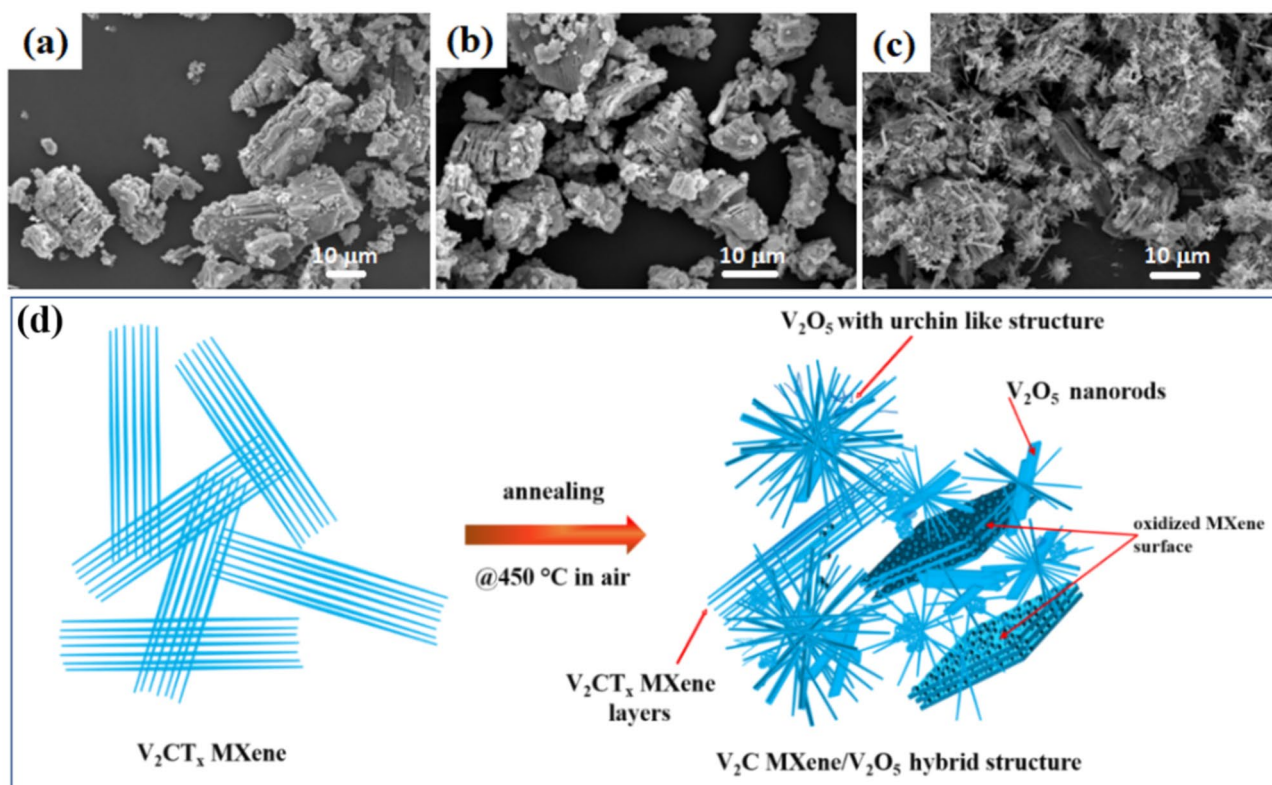 (a)
(b)
(c)
10 μm
10 μm
10 μm
(d)
V₂O₅ with urchin like structure
V₂O₅ nanorods
annealing
@450 °C in air
oxidized MXene
surface
V₂CTₓ MXene
layers
V₂CTₓ MXene
V₂C MXene/V₂O₅ hybrid structure